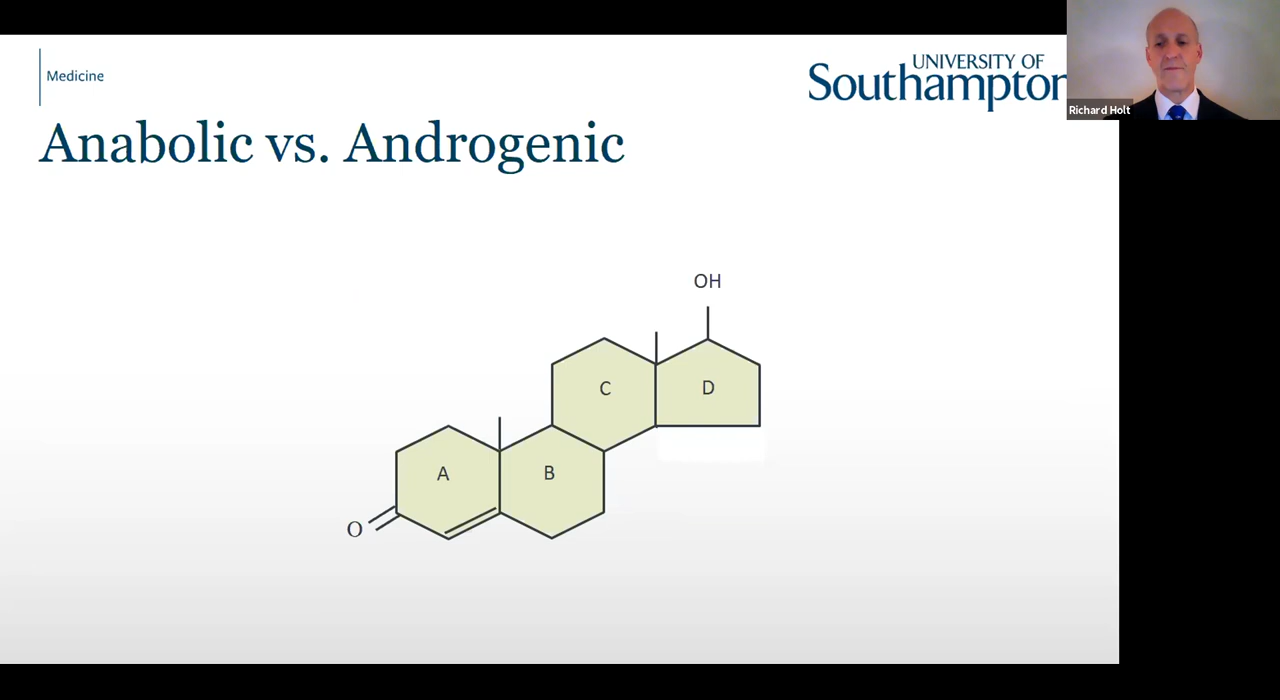 Medicine
UNIVERSITY OF
Southampton
Richard Holt
Anabolic vs. Androgenic
OH
C
D
A
B
O